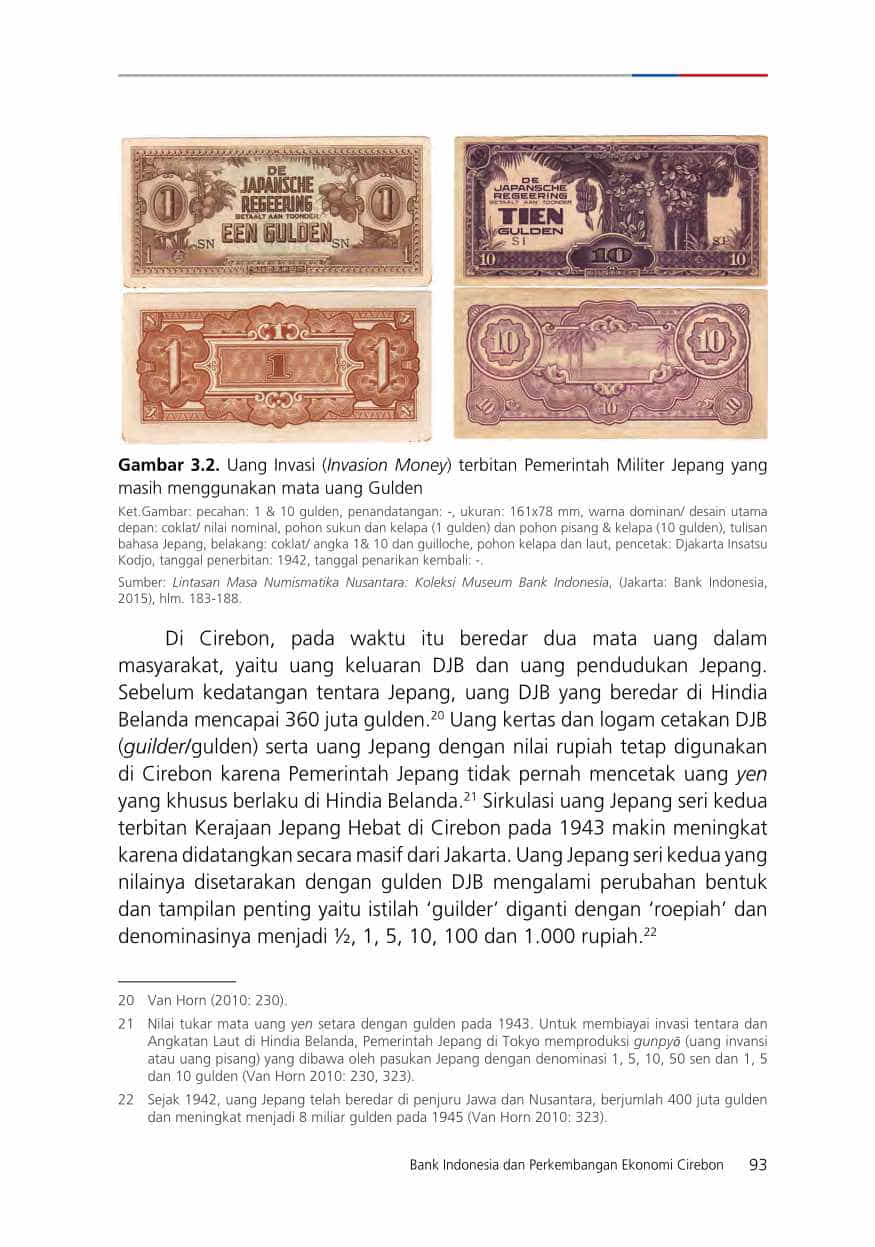 DE
JAPANSCHE
REGEERING
BETAALT AAN TOONDER
EEN GULDEN
1
1
SN
SN
1
1
DE
JAPANSCHE
REGEERING
BETAALT AAN TOONDER
TIEN
GULDEN
SI
SI
10
10
10
1
1
1
1
10
10
10
10
10
Gambar 3.2. Uang Invasi (Invasion Money) terbitan Pemerintah Militer Jepang yang
masih menggunakan mata uang Gulden
Ket.Gambar: pecahan: 1 & 10 gulden, penandatangan: -, ukuran: 161x78 mm, warna dominan/ desain utama
depan: coklat/ nilai nominal, pohon sukun dan kelapa (1 gulden) dan pohon pisang & kelapa (10 gulden), tulisan
bahasa Jepang, belakang: coklat/ angka 1& 10 dan guilloche, pohon kelapa dan laut, pencetak: Djakarta Insatsu
Kodjo, tanggal penerbitan: 1942, tanggal penarikan kembali: -.
Sumber: Lintasan Masa Numismatika Nusantara: Koleksi Museum Bank Indonesia, (Jakarta: Bank Indonesia,
2015), hlm. 183-188.
Di Cirebon, pada waktu itu beredar dua mata uang dalam
masyarakat, yaitu uang keluaran DJB dan uang pendudukan Jepang.
Sebelum kedatangan tentara Jepang, uang DJB yang beredar di Hindia
Belanda mencapai 360 juta gulden.20 Uang kertas dan logam cetakan DJB
(guilder/gulden) serta uang Jepang dengan nilai rupiah tetap digunakan
di Cirebon karena Pemerintah Jepang tidak pernah mencetak uang yen
yang khusus berlaku di Hindia Belanda.21 Sirkulasi uang Jepang seri kedua
terbitan Kerajaan Jepang Hebat di Cirebon pada 1943 makin meningkat
karena didatangkan secara masif dari Jakarta. Uang Jepang seri kedua yang
nilainya disetarakan dengan gulden DJB mengalami perubahan bentuk
dan tampilan penting yaitu istilah ‘guilder’ diganti dengan ‘roepiah’ dan
denominasinya menjadi ½, 1, 5, 10, 100 dan 1.000 rupiah.22
20 Van Horn (2010: 230).
21 Nilai tukar mata uang yen setara dengan gulden pada 1943. Untuk membiayai invasi tentara dan
Angkatan Laut di Hindia Belanda, Pemerintah Jepang di Tokyo memproduksi gunpyō (uang invansi
atau uang pisang) yang dibawa oleh pasukan Jepang dengan denominasi 1, 5, 10, 50 sen dan 1, 5
dan 10 gulden (Van Horn 2010: 230, 323).
22 Sejak 1942, uang Jepang telah beredar di penjuru Jawa dan Nusantara, berjumlah 400 juta gulden
dan meningkat menjadi 8 miliar gulden pada 1945 (Van Horn 2010: 323).
Bank Indonesia dan Perkembangan Ekonomi Cirebon 93